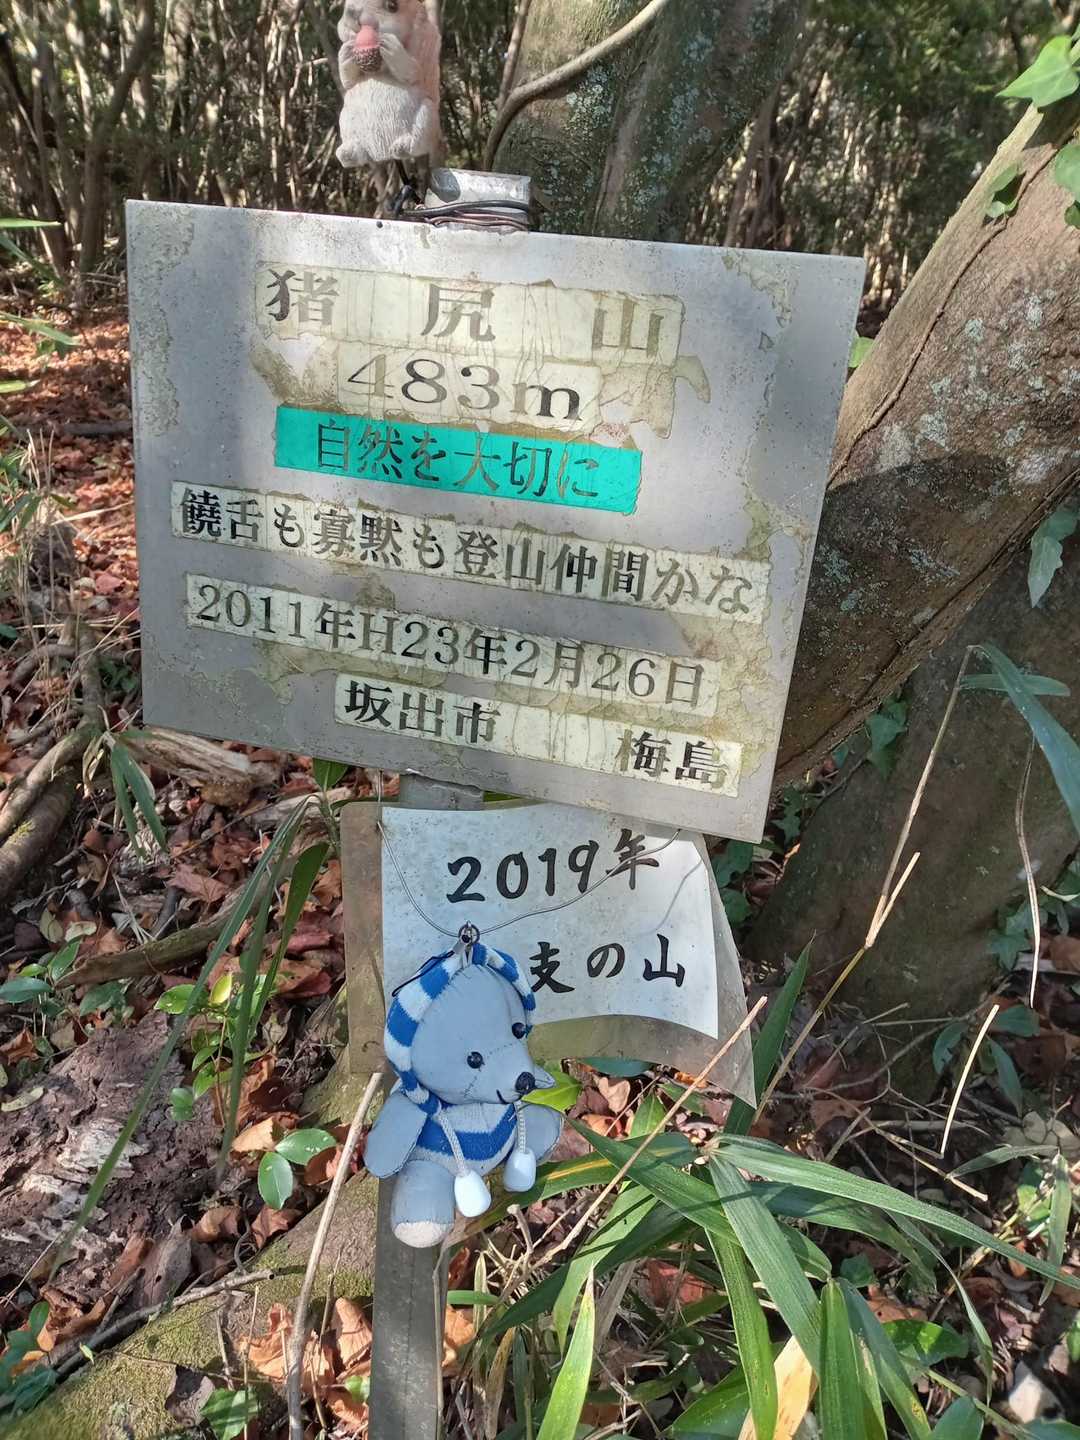 猪尻山
483m
自然を大切に
饒舌も寡黙も登山仲間かな
2011年H23年2月26日
坂出市 梅島
2019年
支の山